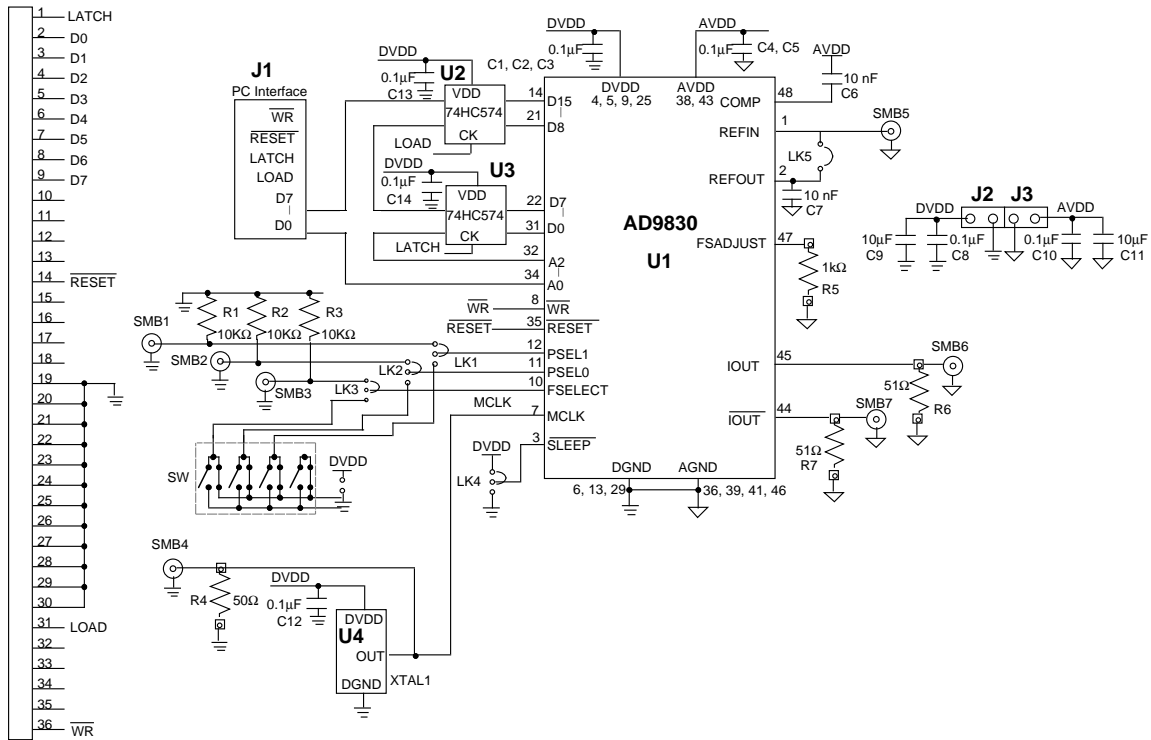 1 LATCH
2 D0
3 D1
4 D2
5 D3
6 D4
7 D5
8 D6
9 D7
10
11
12
13
14 RESET
15
16
17
18
19
20
21
22
23
24
25
26
27
28
29
30
31 LOAD
32
33
34
35
36 WR
J1
PC Interface
WR
RESET
LATCH
LOAD
D7
D0
DVDD
0.1µF
C13
U2
VDD
74HC574
CK
LOAD
DVDD
0.1µF
C14
U3
VDD
74HC574
CK
LATCH
C1, C2, C3
DVDD
0.1µF
AVDD
0.1µF
C4, C5
DVDD
4, 5, 9, 25
AVDD
38, 43
14 D15
21 D8
22 D7
31 D0
32 A2
34 A0
WR 8 WR
RESET 35 RESET
12 PSEL1
11 PSEL0
10 FSELECT
MCLK 7 MCLK
3 SLEEP
AD9830
U1
COMP 48
AVDD
10 nF
C6
REFIN 1
SMB5
LK5
REFOUT 2
10 nF
C7
FSADJUST 47
1kΩ
R5
IOUT 45
SMB6
51Ω
R6
IOUT 44
SMB7
51Ω
R7
DGND
6, 13, 29
AGND
36, 39, 41, 46
J2 J3
DVDD
AVDD
10µF
C9
0.1µF
C8
0.1µF
C10
10µF
C11
R1
10KΩ
R2
10KΩ
R3
10KΩ
SMB1
SMB2
SMB3
LK1
LK2
LK3
SW
DVDD
DVDD
LK4
SMB4
R4 50Ω
DVDD
0.1µF
C12
DVDD
U4
OUT
DGND
XTAL1